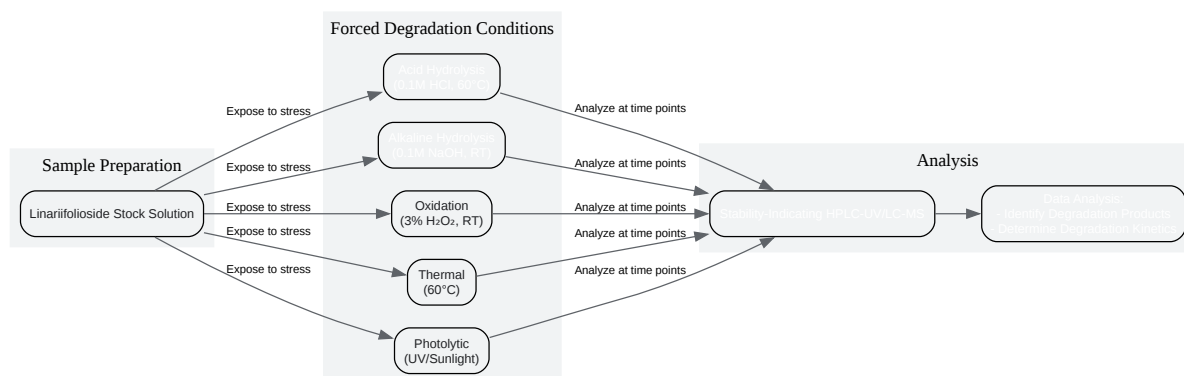 Forced Degradation Conditions
Acid Hydrolysis
(0.1M HCl, 60°C)
Expose to stress
Analyze at time points
Alkaline Hydrolysis
(0.1M NaOH, RT)
Sample Preparation
Analysis
Expose to stress
Analyze at time points
Linariifolioside Stock Solution
Expose to stress
Oxidation
(3% H₂O₂, RT)
Analyze at time points
Stability-Indicating HPLC-UV/LC-MS
Data Analysis
- Identify Degradation Products
- Determine Degradation Kinetics
Expose to stress
Analyze at time points
Thermal
(60°C)
Expose to stress
Analyze at time points
Photolytic
(UV/Sunlight)